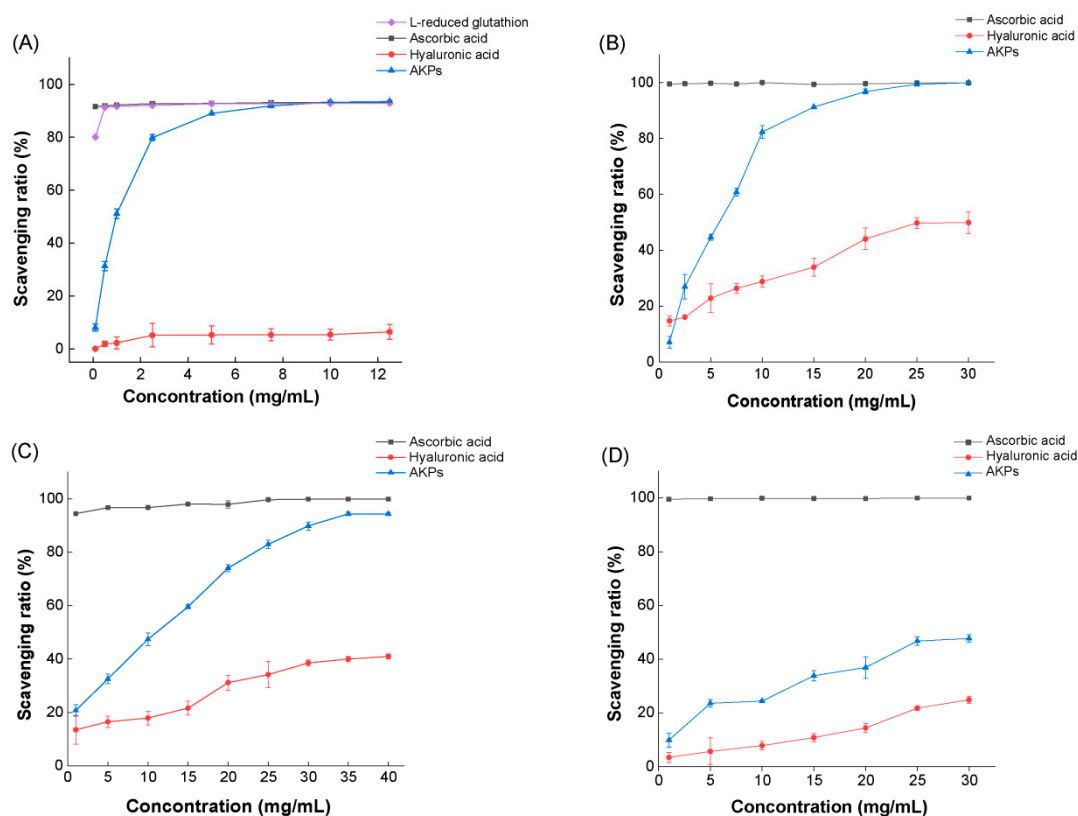 (A)
L-reduced glutathion
Ascorbic acid
Hyaluronic acid
AKPs
Scavenging ratio (%)
100
80
60
40
20
0
0 2 4 6 8 10 12
Concontration (mg/mL)
(B)
Ascorbic acid
Hyaluronic acid
AKPs
Scavenging ratio (%)
100
80
60
40
20
0
0 5 10 15 20 25 30
Concontration (mg/mL)
(C)
Ascorbic acid
Hyaluronic acid
AKPs
Scavenging ratio (%)
100
80
60
40
20
0
0 5 10 15 20 25 30 35 40
Concontration (mg/mL)
(D)
Ascorbic acid
Hyaluronic acid
AKPs
Scavenging ratio (%)
100
80
60
40
20
0
0 5 10 15 20 25 30
Concontration (mg/mL)